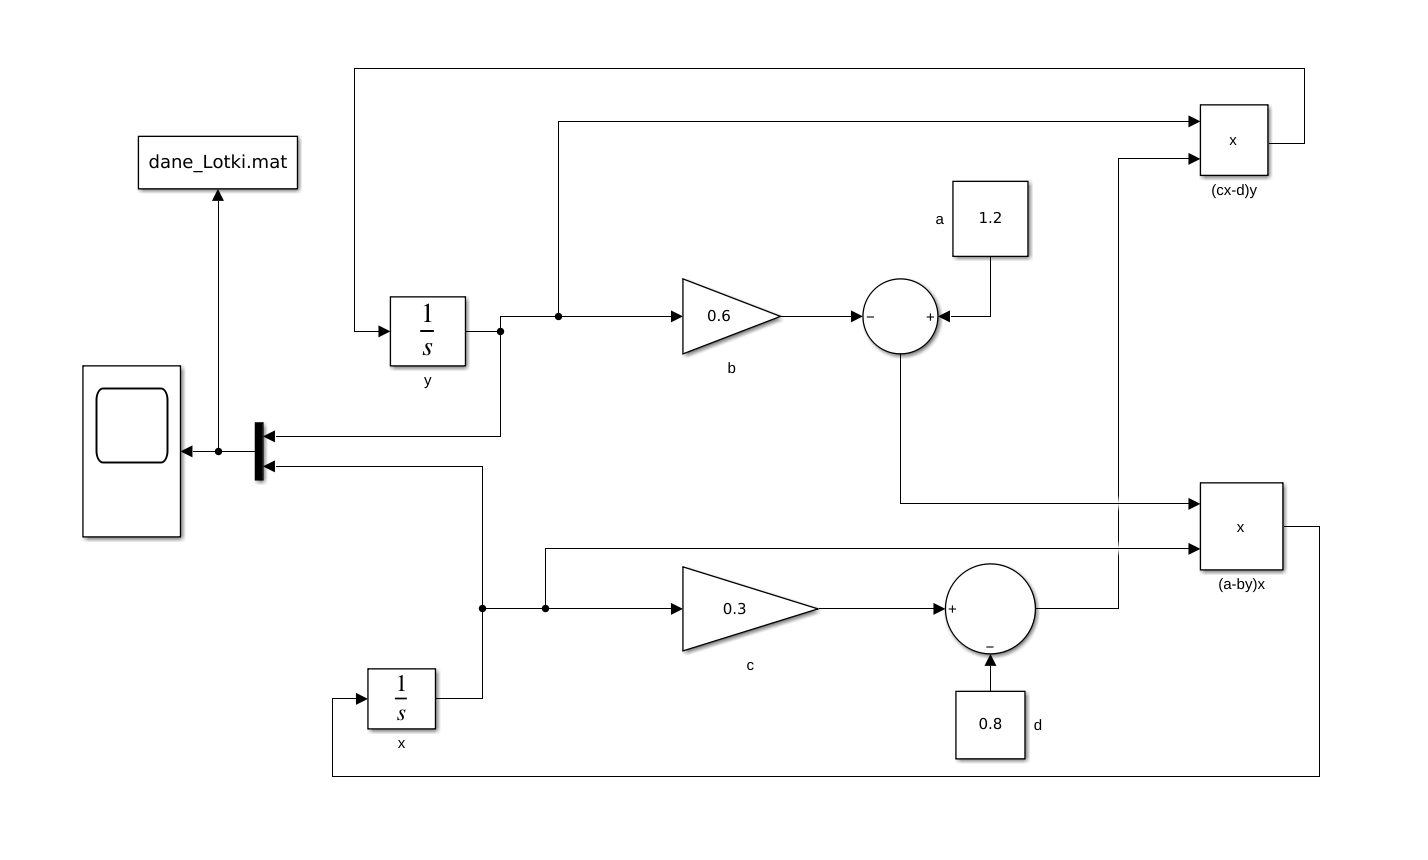 x
(cx-d)y
dane_Lotki.mat
a
1.2
1
s
y
0.6
b
−
+
x
(a-by)x
0.3
c
+
−
1
s
x
0.8
d